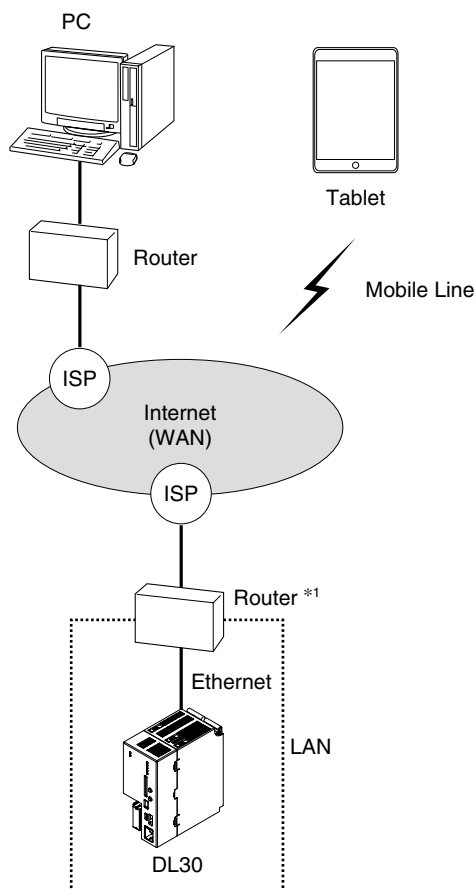 PC
Tablet
Router
Mobile Line
ISP
Internet
(WAN)
ISP
Router *1
Ethernet
LAN
DL30